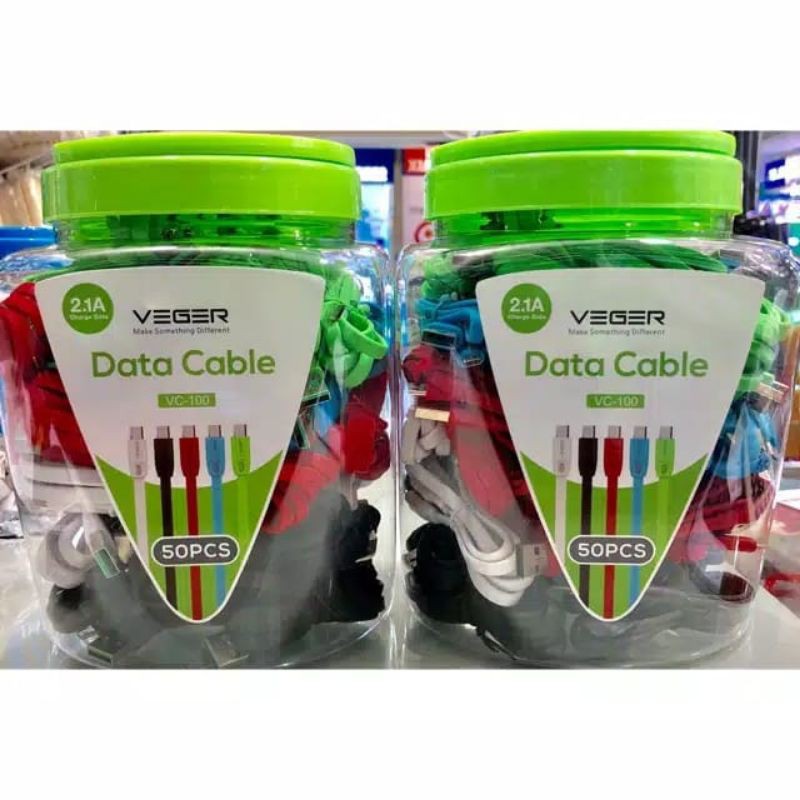 2.1A
Charge Data
VEGER
Make Something Different
Data Cable
VC-100
50PCS
2.1A
Charge Data
VEGER
Make Something Different
Data Cable
VC-100
50PCS